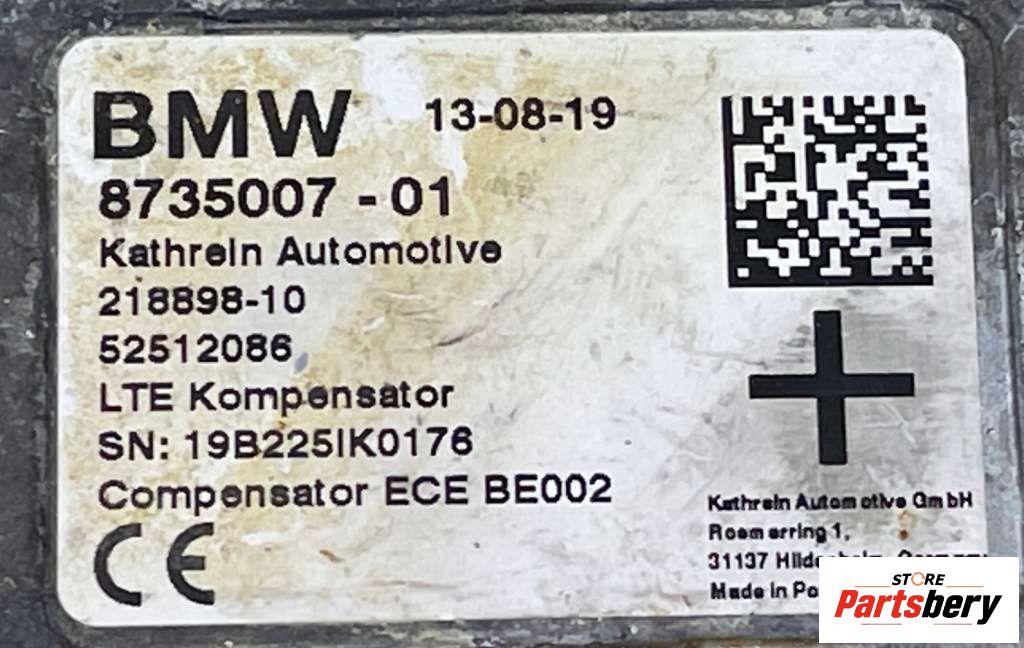 BMW 13-08-19
8735007 - 01
Kathrein Automotive
218898-10
52512086
LTE Kompensator
SN: 19B225IK0176
Compensator ECE BE002
CE
Kathrein Automotive GmbH
Roemerring 1,
31137
Made in
STORE
Partsbery